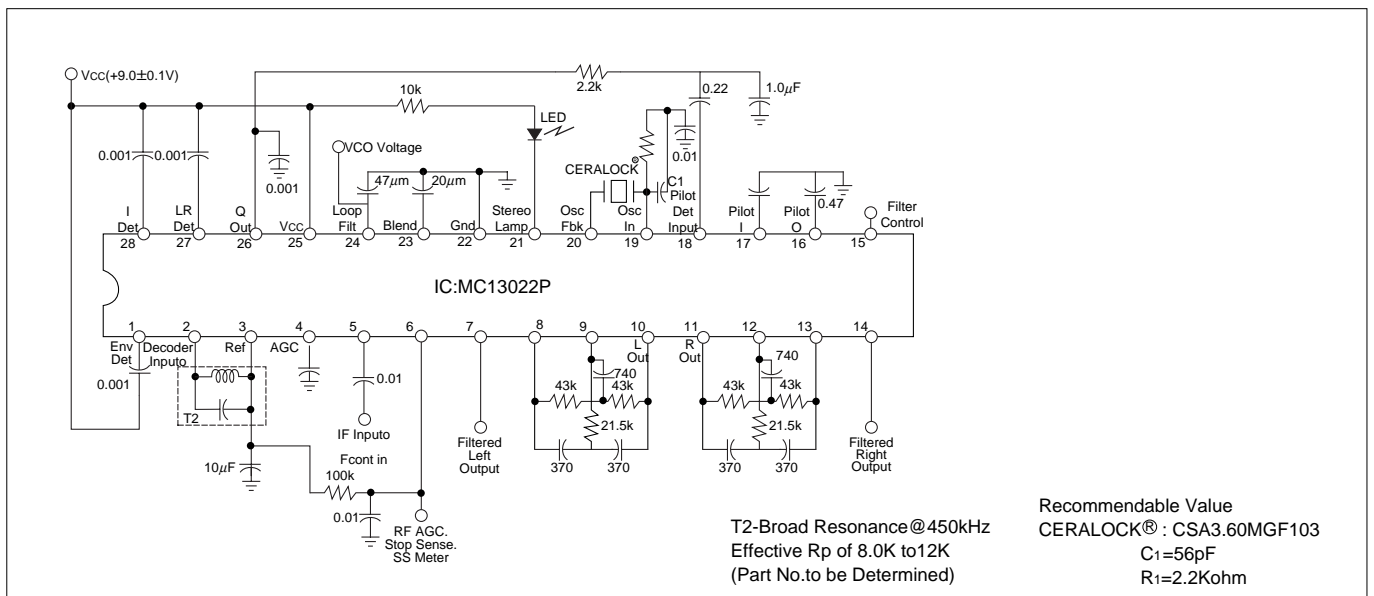 Vcc(+9.0±0.1V)
10k
2.2k
0.22
1.0μF
LED
VCO Voltage
0.001
0.001
0.001
47μm
20μm
CERALOCK®
0.01
C1
0.47
I Det
LR Det
Q Out
Vcc
Loop Filt
Blend
Gnd
Stereo Lamp
Osc Fbk
Osc In
Pilot Det Input
Pilot I
Pilot O
Filter Control
28 27 26 25 24 23 22 21 20 19 18 17 16 15
IC:MC13022P
1 2 3 4 5 6 7 8 9 10 11 12 13 14
Env Det
Decoder Inputo
Ref
AGC
L Out
R Out
0.001
T2
0.01
IF Inputo
10μF
Fcont in
100k
0.01
RF AGC.
Stop Sense.
SS Meter
Filtered
Left
Output
740
43k 43k
21.5k
370 370
740
43k 43k
21.5k
370 370
Filtered
Right
Output
T2-Broad Resonance@450kHz
Effective Rp of 8.0K to12K
(Part No.to be Determined)
Recommendable Value
CERALOCK® : CSA3.60MGF103
C1=56pF
R1=2.2Kohm